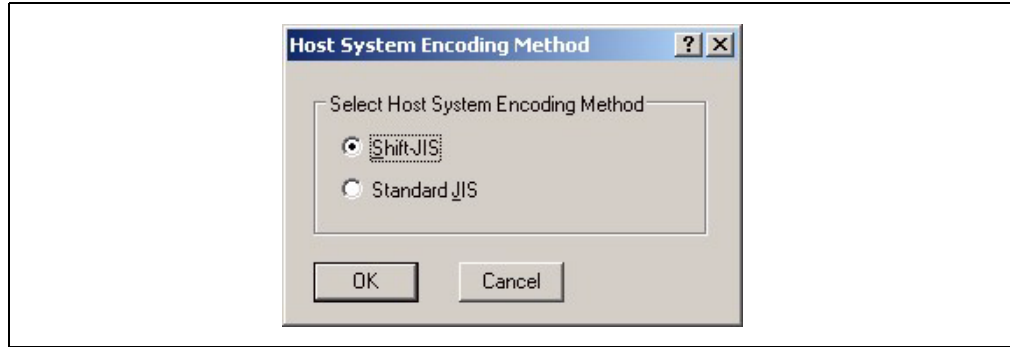 Host System Encoding Method
Select Host System Encoding Method
Shift-JIS
Standard JIS
OK Cancel